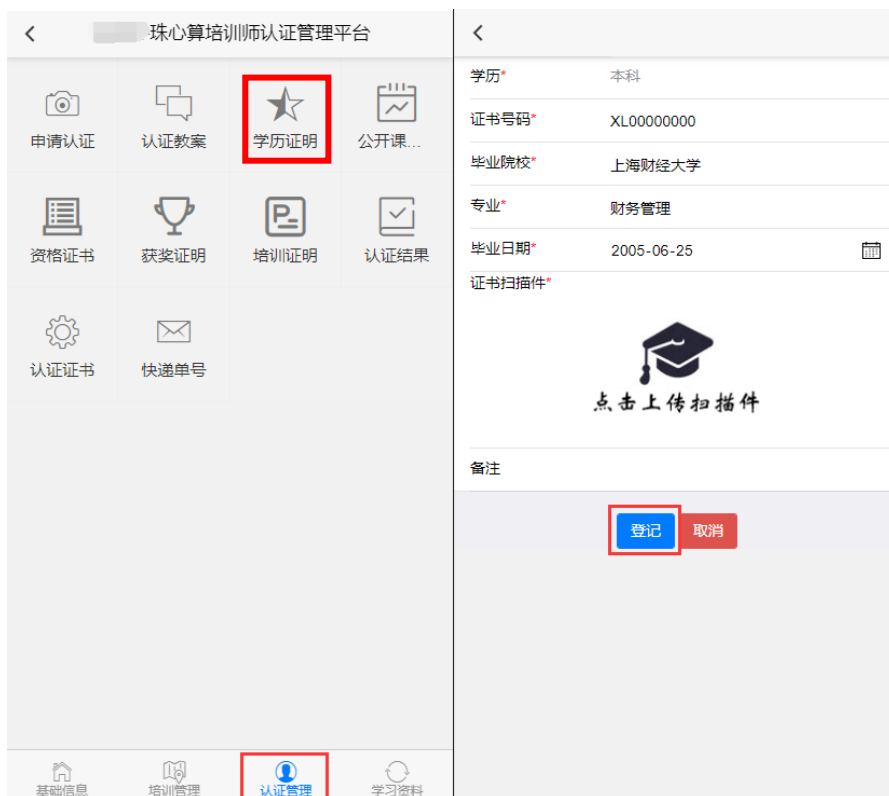 珠心算培训师认证管理平台
申请认证 认证教案 学历证明 公开课...
资格证书 获奖证明 培训证明 认证结果
认证证书 快递单号
基础信息 培训管理 认证管理 学习资料
学历* 本科
证书号码* XL00000000
毕业院校* 上海财经大学
专业* 财务管理
毕业日期* 2005-06-25
证书扫描件*
点击上传扫描件
备注
登记 取消